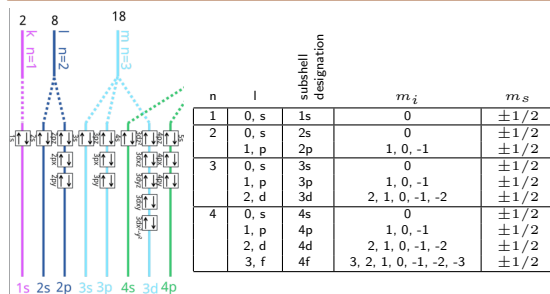 2 8 18
k n=1
l n=2
m n=3
1s 2s 2pz 3s 3pz 4s 4pz 5s
2px 3px 4px
2py 3py 3dyz 4py
3dxy
3dx²-y²
1s 2s 2p 3s 3p 4s 3d 4p
n l subshell designation m_i m_s
1 0, s 1s 0 ±1/2
2 0, s 2s 0 ±1/2
1, p 2p 1, 0, -1 ±1/2
3 0, s 3s 0 ±1/2
1, p 3p 1, 0, -1 ±1/2
2, d 3d 2, 1, 0, -1, -2 ±1/2
4 0, s 4s 0 ±1/2
1, p 4p 1, 0, -1 ±1/2
2, d 4d 2, 1, 0, -1, -2 ±1/2
3, f 4f 3, 2, 1, 0, -1, -2, -3 ±1/2